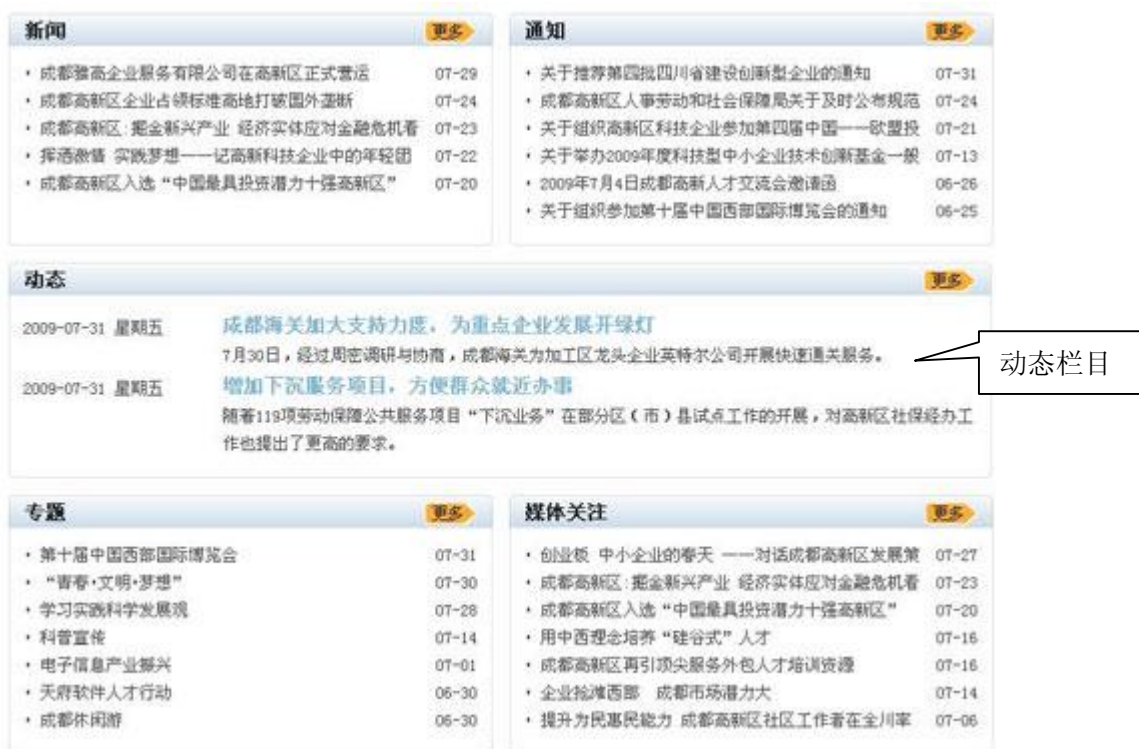 新闻 更多
· 成都雅高企业服务有限公司在高新区正式营运 07-29
· 成都高新区企业占领标准高地打破国外垄断 07-24
· 成都高新区:掘金新兴产业 经济实体应对金融危机看 07-23
· 挥洒激情 实践梦想——记高新科技企业中的年轻团 07-22
· 成都高新区入选“中国最具投资潜力十强高新区” 07-20
通知 更多
· 关于推荐第四批四川省建设创新型企业的通知 07-31
· 成都高新区人事劳动和社会保障局关于及时公布规范 07-24
· 关于组织高新区科技企业参加第四届中国——欧盟投 07-21
· 关于举办2009年度科技型中小企业技术创新基金一般 07-13
· 2009年7月4日成都高新人才交流会邀请函 06-26
· 关于组织参加第十届中国西部国际博览会的通知 06-25
动态 更多
2009-07-31 星期五 成都海关加大支持力度，为重点企业发展开绿灯
7月30日，经过周密调研与协商，成都海关为加工区龙头企业英特尔公司开展快速通关服务。
2009-07-31 星期五 增加下沉服务项目，方便群众就近办事
随着119项劳动保障公共服务项目“下沉业务”在部分区（市）县试点工作的开展，对高新区社保经办工
作也提出了更高的要求。
动态栏目
专题 更多
· 第十届中国西部国际博览会 07-31
· “青春·文明·梦想” 07-30
· 学习实践科学发展观 07-28
· 科普宣传 07-14
· 电子信息产业振兴 07-01
· 天府软件人才行动 06-30
· 成都休闲游 06-30
媒体关注 更多
· 创业板 中小企业的春天 ——对话成都高新区发展策 07-27
· 成都高新区:掘金新兴产业 经济实体应对金融危机看 07-23
· 成都高新区入选“中国最具投资潜力十强高新区” 07-20
· 用中西理念培养“硅谷式”人才 07-16
· 成都高新区再引顶尖服务外包人才培训资源 07-16
· 企业抢滩西部 成都市场潜力大 07-14
· 提升为民惠民能力 成都高新区社区工作者在全川率 07-06